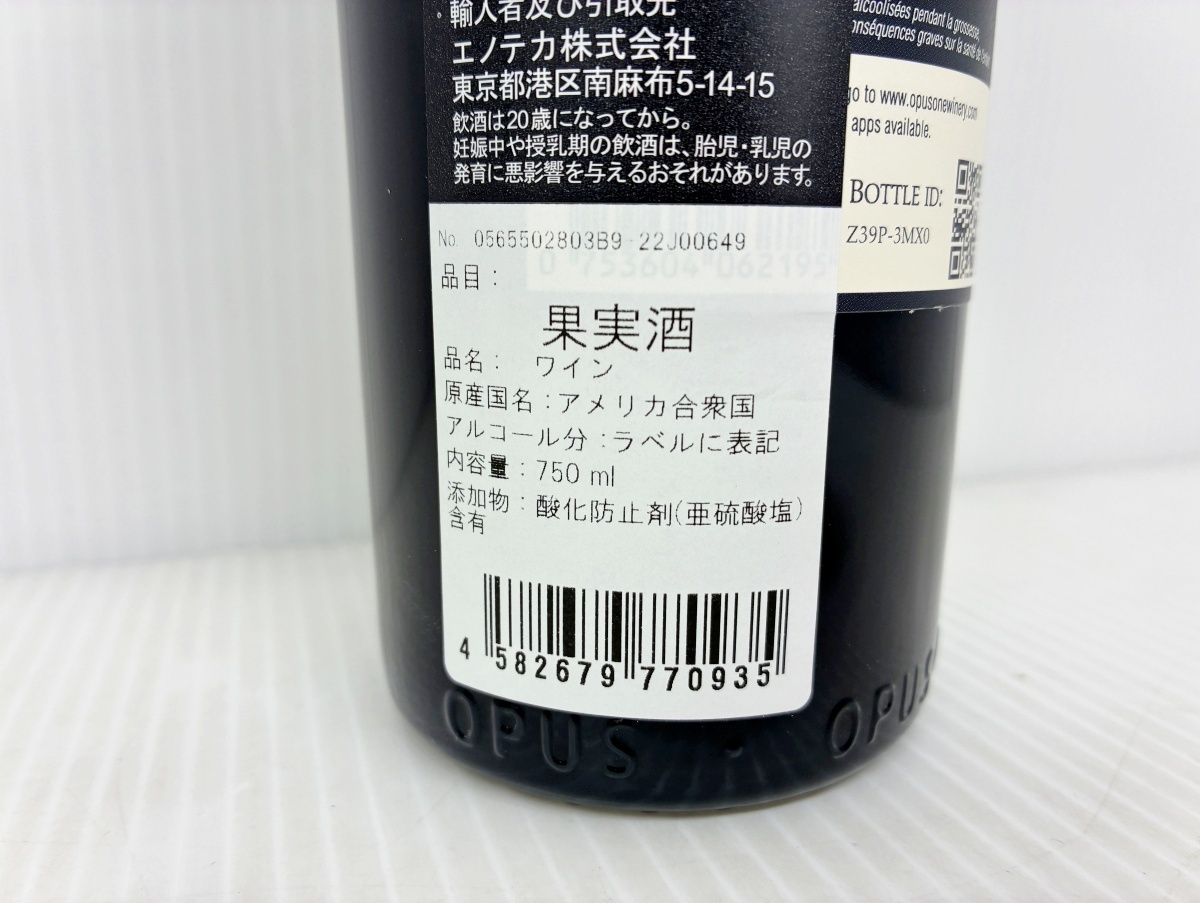 輸入者及び引取先
エノテカ株式会社
東京都港区南麻布5-14-15
飲酒は20歳になってから。
妊娠中や授乳期の飲酒は、胎児・乳児の
発育に悪影響を与えるおそれがあります。
No. 0565502803B9-22J00649
0 753604 062195
品目：
果実酒
品名： ワイン
原産国名：アメリカ合衆国
アルコール分：ラベルに表記
内容量：750 ml
添加物：酸化防止剤(亜硫酸塩)
含有
4 582679 770935
alcoolisées pendant la grossesse,
conséquences graves sur la santé de
go to www.opusonewinery.com
apps available.
BOTTLE ID:
Z39P-3MX0
OPUS · OPUS